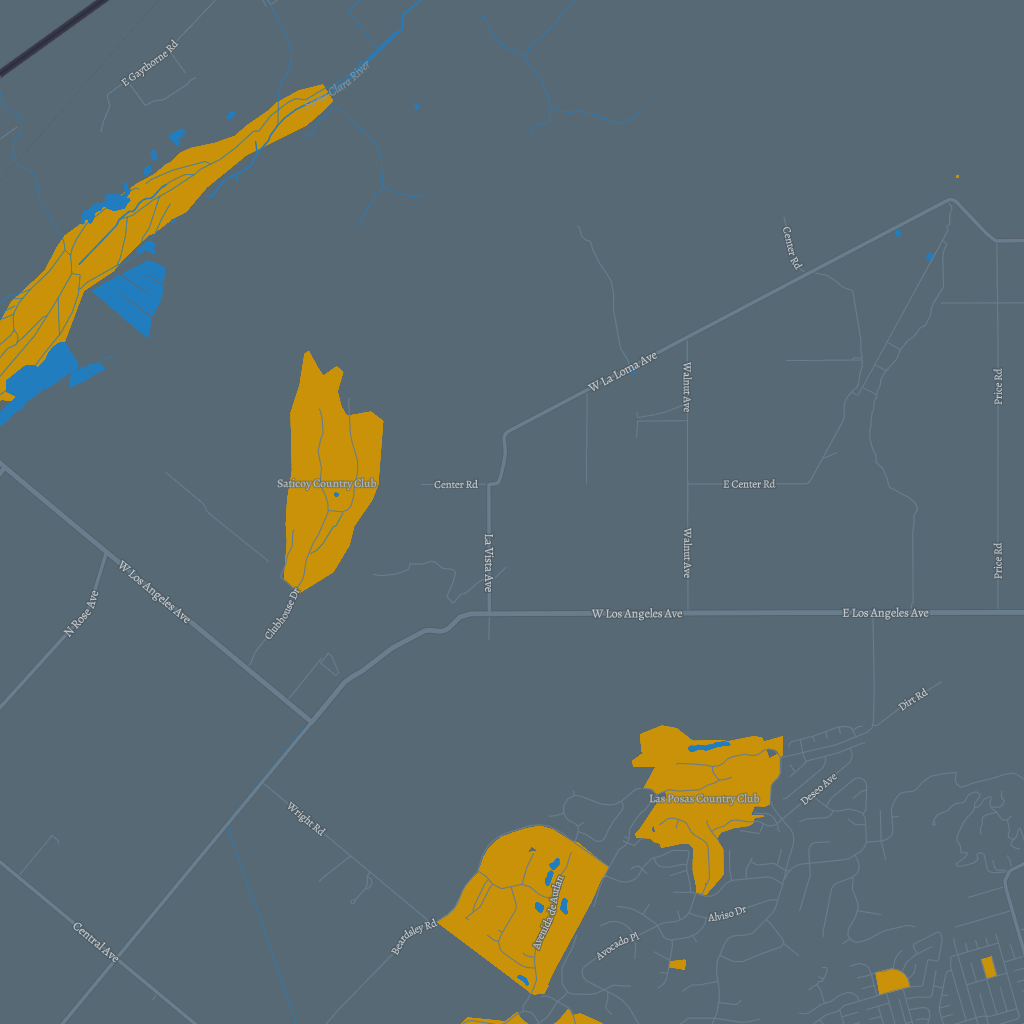 E Gaythorne Rd
Clara River
Center Rd
W La Loma Ave
Walnut Ave
Price Rd
Saticoy Country Club
Center Rd
E Center Rd
La Vista Ave
Walnut Ave
Price Rd
W Los Angeles Ave
N Rose Ave
Clubhouse Dr
W Los Angeles Ave
E Los Angeles Ave
Dirt Rd
Deseo Ave
Las Posas Country Club
Wright Rd
Avenida de Autlan
Alviso Dr
Beardsley Rd
Avocado Pl
Central Ave